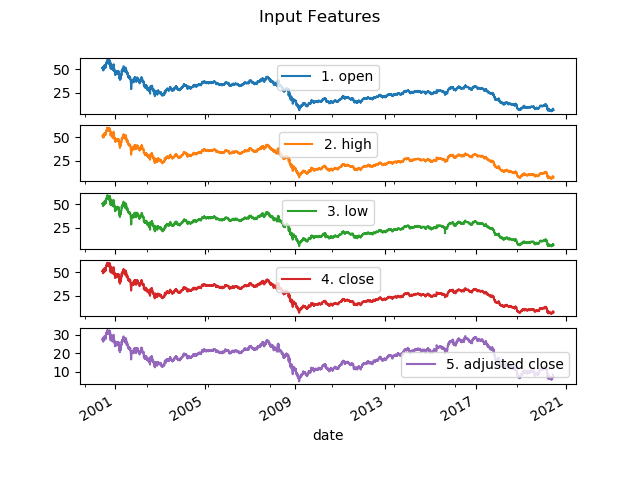 Input Features
50
25
1. open
50
25
2. high
50
25
3. low
50
25
4. close
30
20
10
5. adjusted close
2001 2005 2009 2013 2017 2021
date